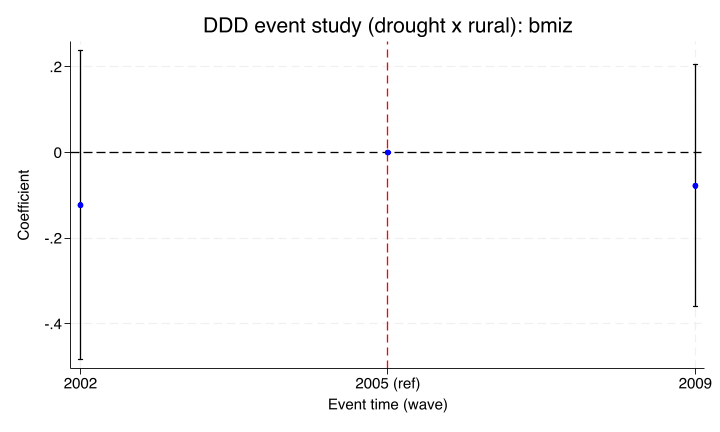 DDD event study (drought x rural): bmiz
.2
0
-.2
-.4
Coefficient
2002
2005 (ref)
2009
Event time (wave)